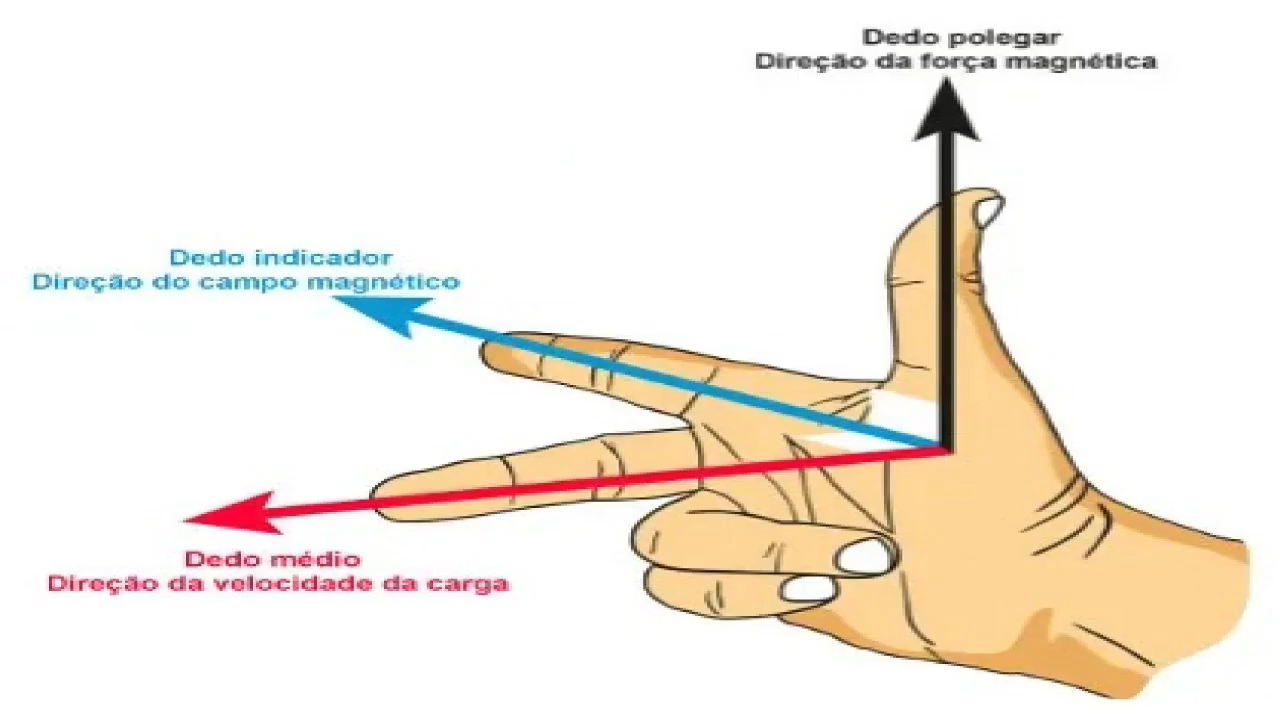 Dedo polegar
Direção da força magnética
Dedo indicador
Direção do campo magnético
Dedo médio
Direção da velocidade da carga